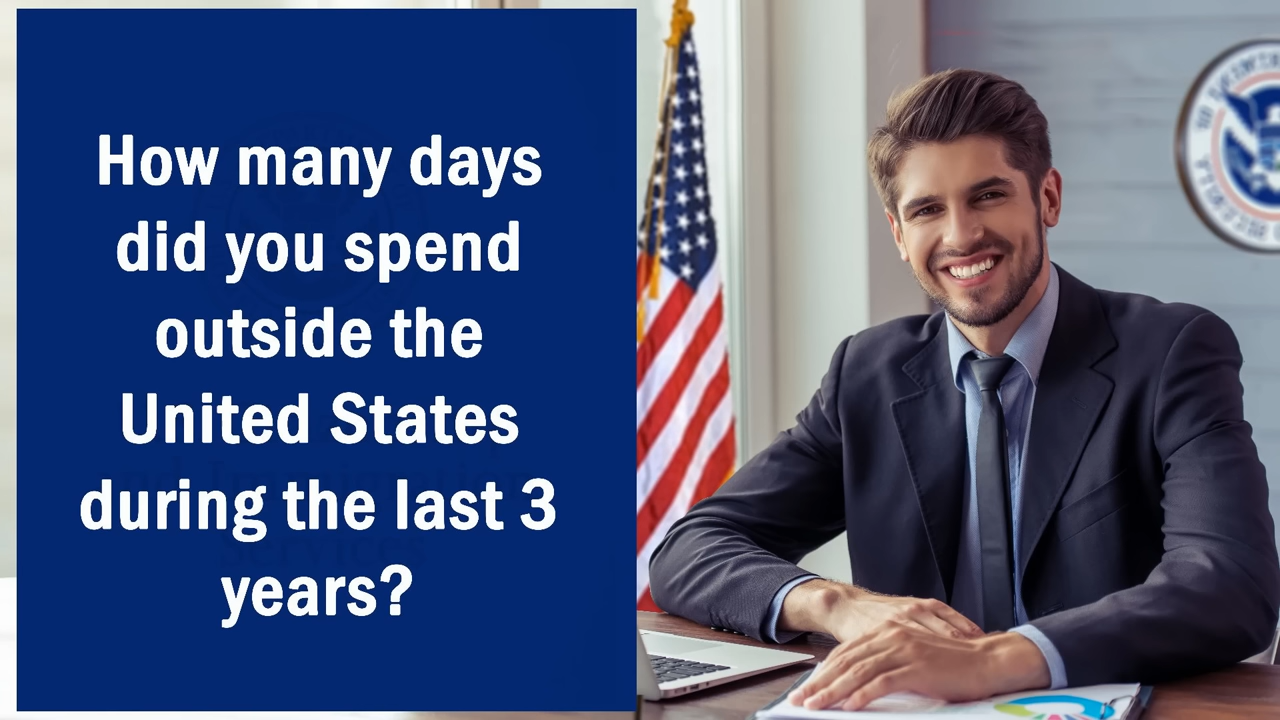 How many days
did you spend
outside the
United States
during the last 3
years?